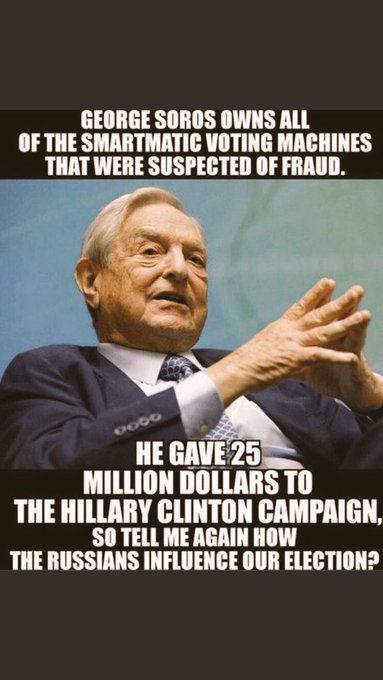 GEORGE SOROS OWNS ALL
OF THE SMARTMATIC VOTING MACHINES
THAT WERE SUSPECTED OF FRAUD.
HE GAVE 25
MILLION DOLLARS TO
THE HILLARY CLINTON CAMPAIGN,
SO TELL ME AGAIN HOW
THE RUSSIANS INFLUENCE OUR ELECTION?